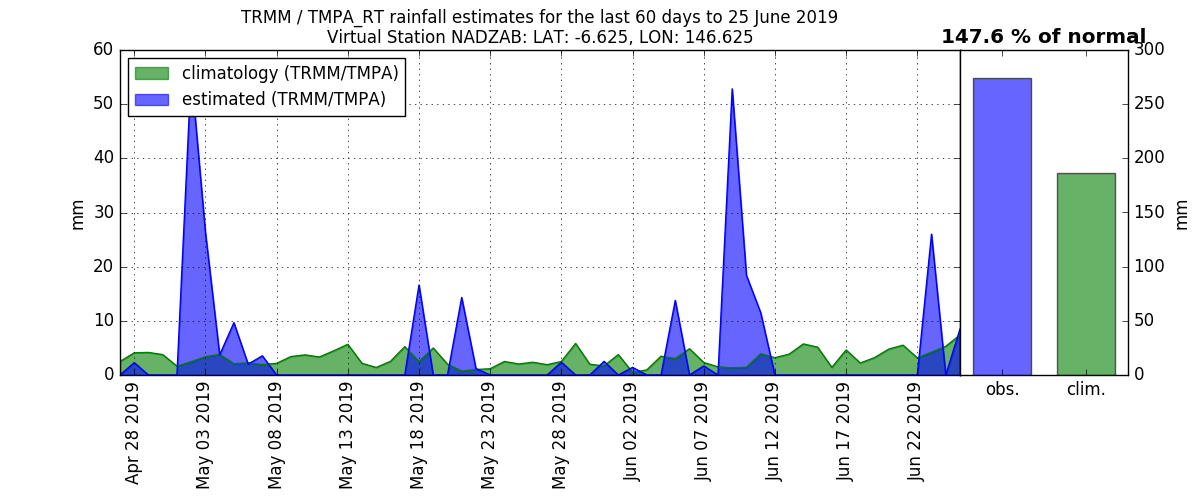 TRMM / TMPA_RT rainfall estimates for the last 60 days to 25 June 2019
Virtual Station NADZAB: LAT: -6.625, LON: 146.625
147.6 % of normal
climatology (TRMM/TMPA)
estimated (TRMM/TMPA)
60
50
40
30
20
10
0
mm
300
250
200
150
100
50
0
mm
Apr 28 2019
May 03 2019
May 08 2019
May 13 2019
May 18 2019
May 23 2019
May 28 2019
Jun 02 2019
Jun 07 2019
Jun 12 2019
Jun 17 2019
Jun 22 2019
obs.
clim.